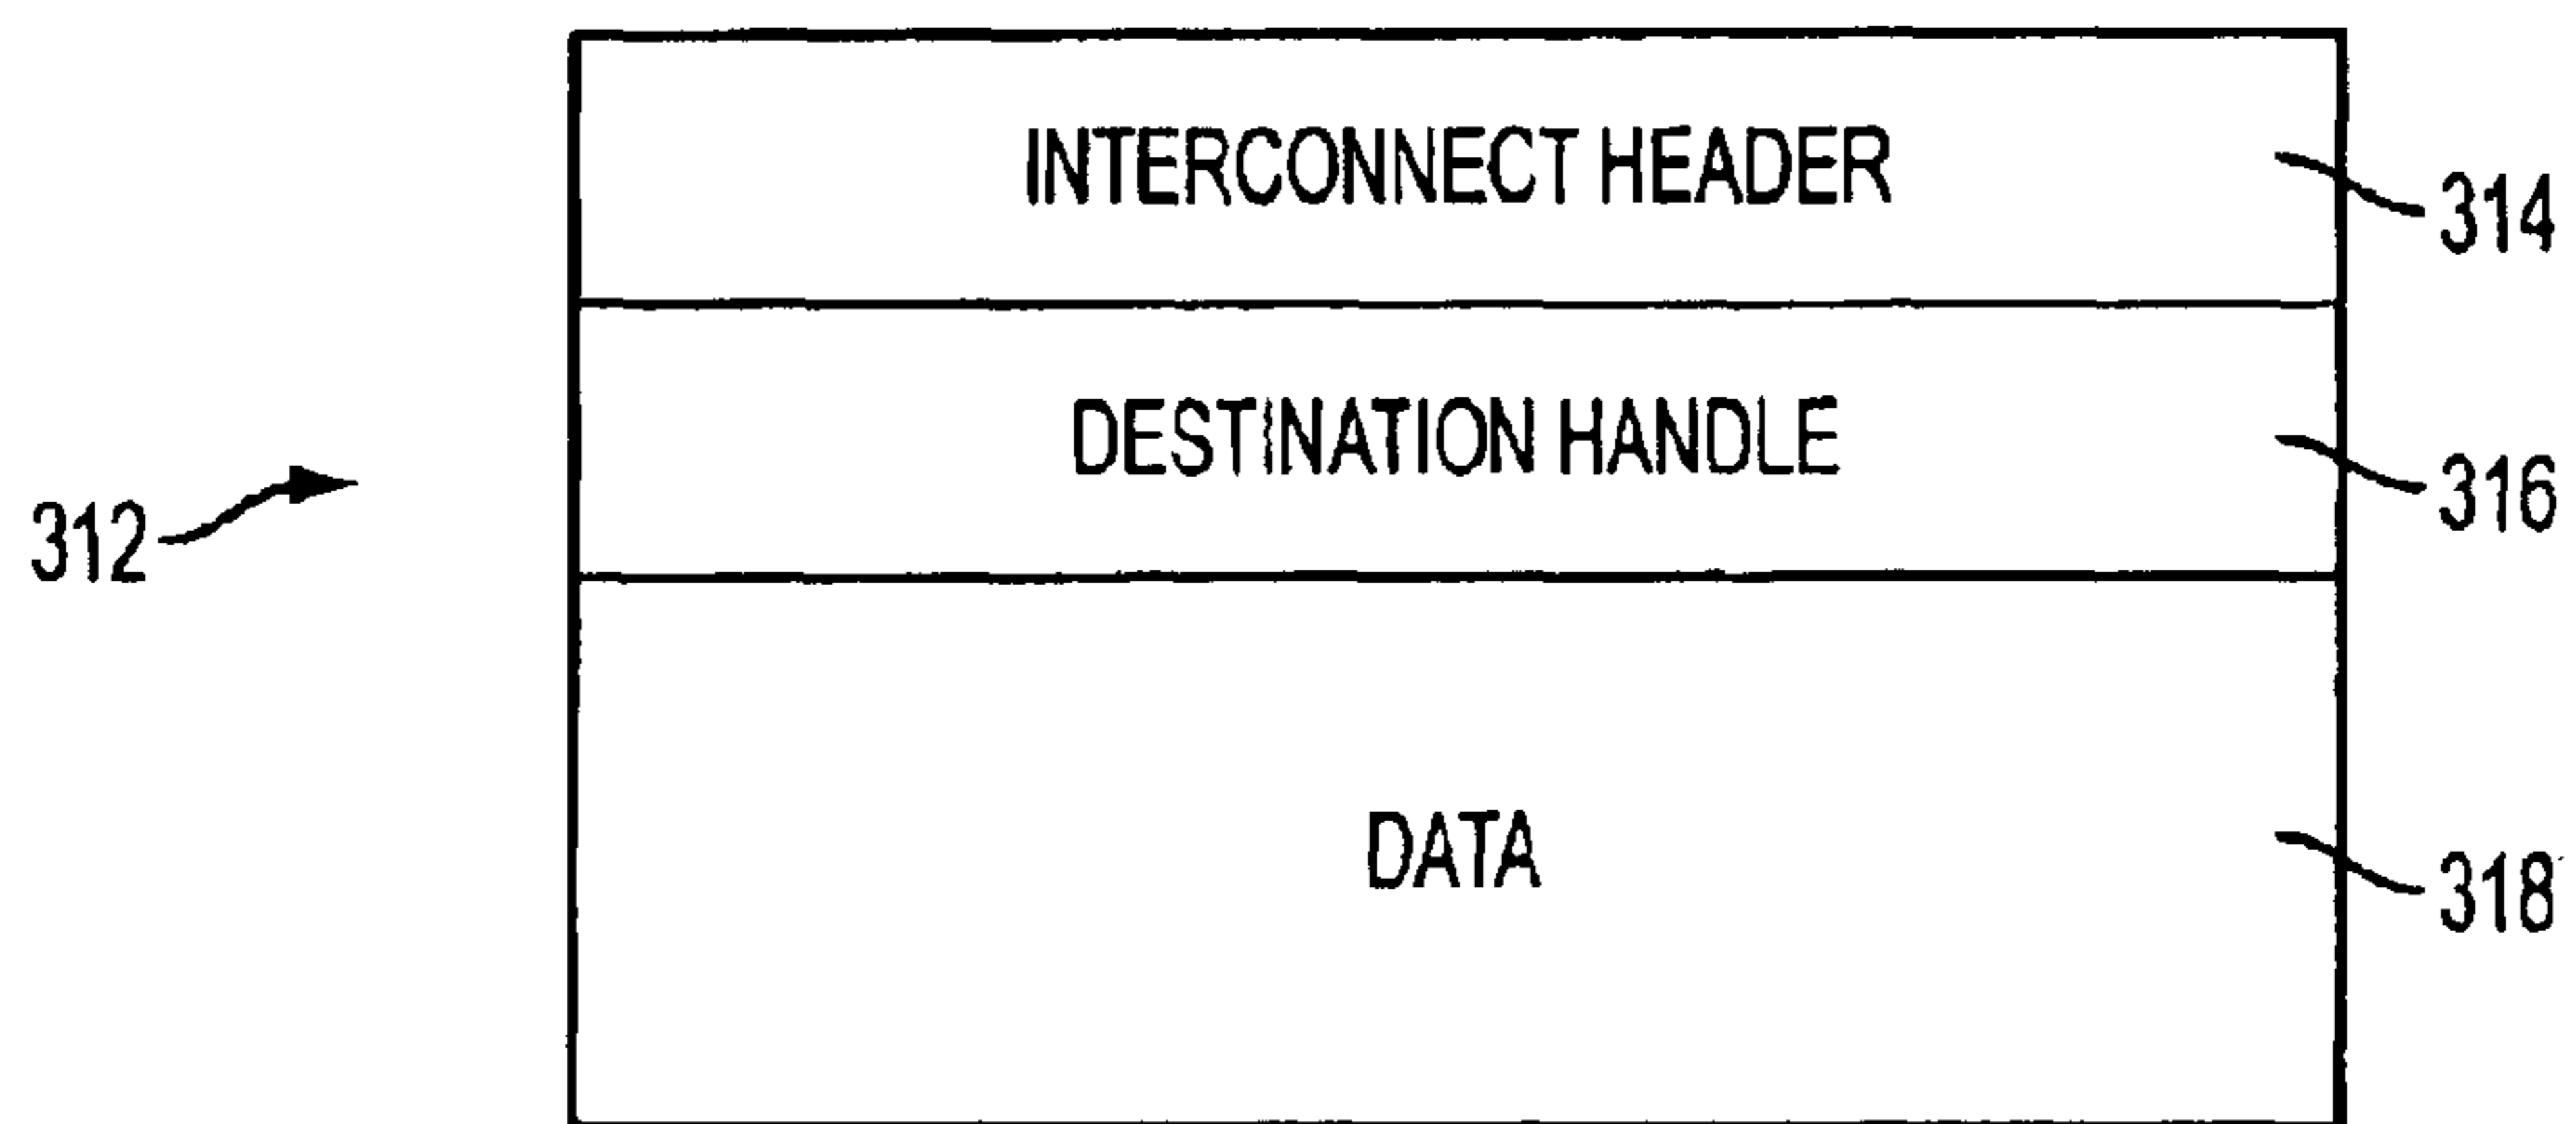 INTERCONNECT HEADER
314
DESTINATION HANDLE
316
312
DATA
318